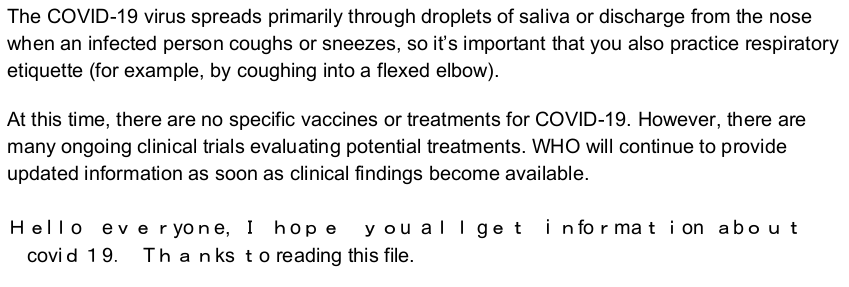 The COVID-19 virus spreads primarily through droplets of saliva or discharge from the nose
when an infected person coughs or sneezes, so it's important that you also practice respiratory
etiquette (for example, by coughing into a flexed elbow).
At this time, there are no specific vaccines or treatments for COVID-19. However, there are
many ongoing clinical trials evaluating potential treatments. WHO will continue to provide
updated information as soon as clinical findings become available.
Hello everyone, I hope you all get information about
covid 19. Thanks to reading this file.